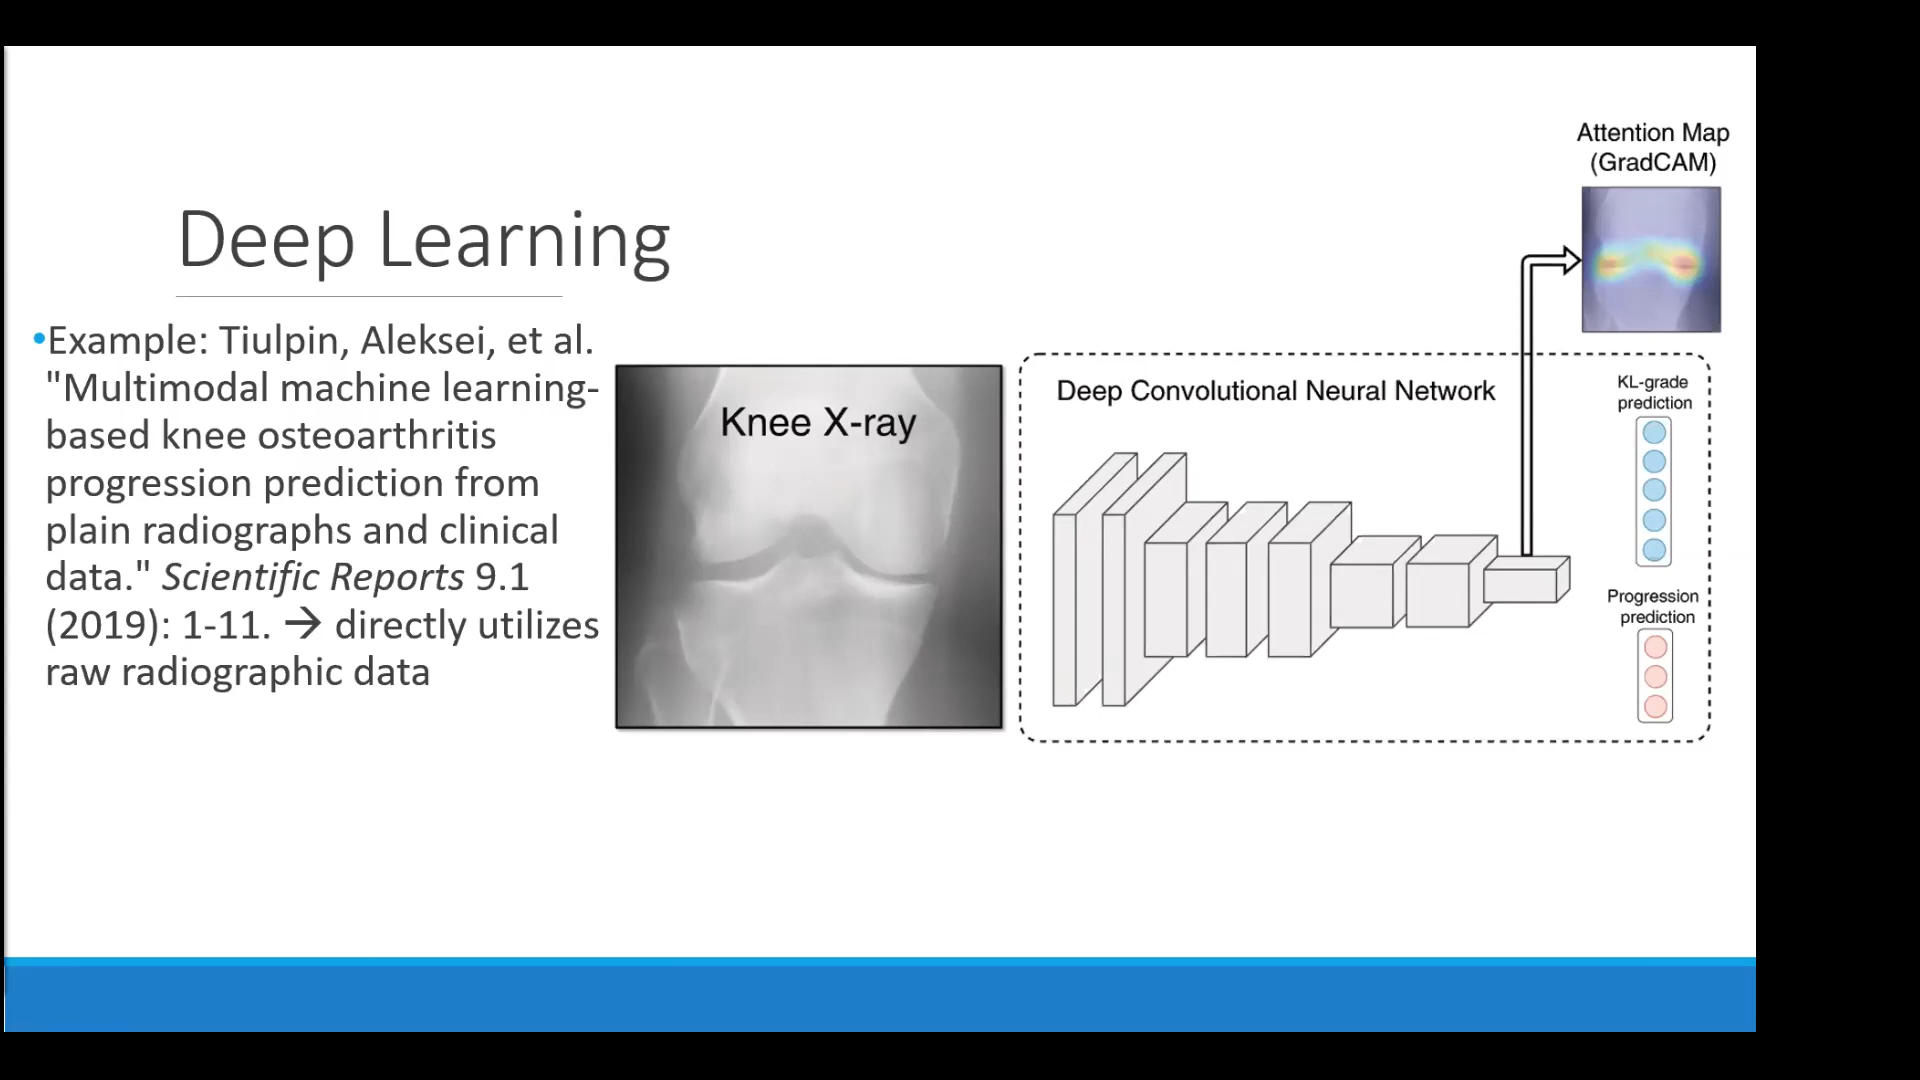 Deep Learning
•Example: Tiulpin, Aleksei, et al.
"Multimodal machine learning-
based knee osteoarthritis
progression prediction from
plain radiographs and clinical
data." Scientific Reports 9.1
(2019): 1-11. → directly utilizes
raw radiographic data
Knee X-ray
Attention Map
(GradCAM)
Deep Convolutional Neural Network
KL-grade
prediction
Progression
prediction